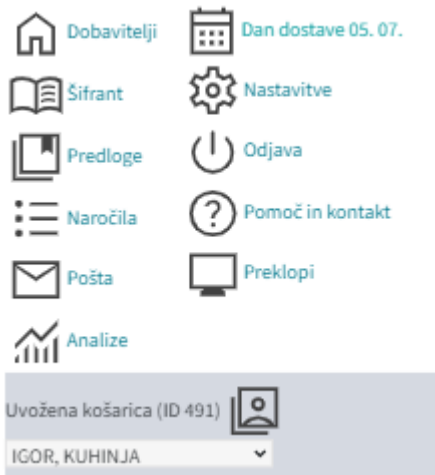 Dobavitelji
Dan dostave 05. 07.
Šifrant
Nastavitve
Predloge
Odjava
Naročila
Pomoč in kontakt
Pošta
Preklopi
Analize
Uvožena košarica (ID 491)
IGOR, KUHINJA